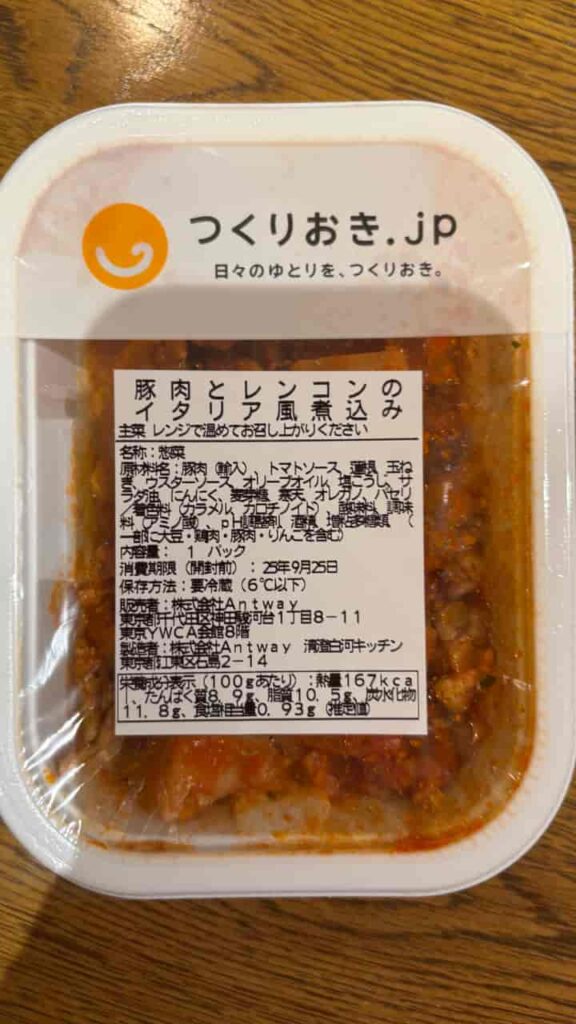 つくりおき.jp
日々のゆとりを、つくりおき。
豚肉とレンコンの
イタリア風煮込み
主菜 レンジで温めてお召し上がりください
名称：惣菜
原材料名：豚肉（輸入）、トマトソース、蓮根、玉ね
ぎ、ウスターソース、オリーブオイル、塩こうじ、サ
ラダ油、にんにく、麦芽糖、寒天、オレガノ、パセリ
／着色料（カラメル、カロチノイド）、酸味料、調味
料（アミノ酸）、pH調整剤、酒精、増粘多糖類、（
一部に大豆・鶏肉・豚肉・りんごを含む）
内容量： 1 パック
消費期限（開封前）：25年9月25日
保存方法：要冷蔵（6℃以下）
販売者：株式会社Antway
東京都千代田区神田駿河台1丁目8－11
東京YWCA会館8階
製造者：株式会社Antway 清澄白河キッチン
東京都江東区石島2－14
栄養成分表示（100gあたり）：熱量167kca
l、たんぱく質8.9g、脂質10.5g、炭水化物
11.8g、食塩相当量0.93g（推定値）